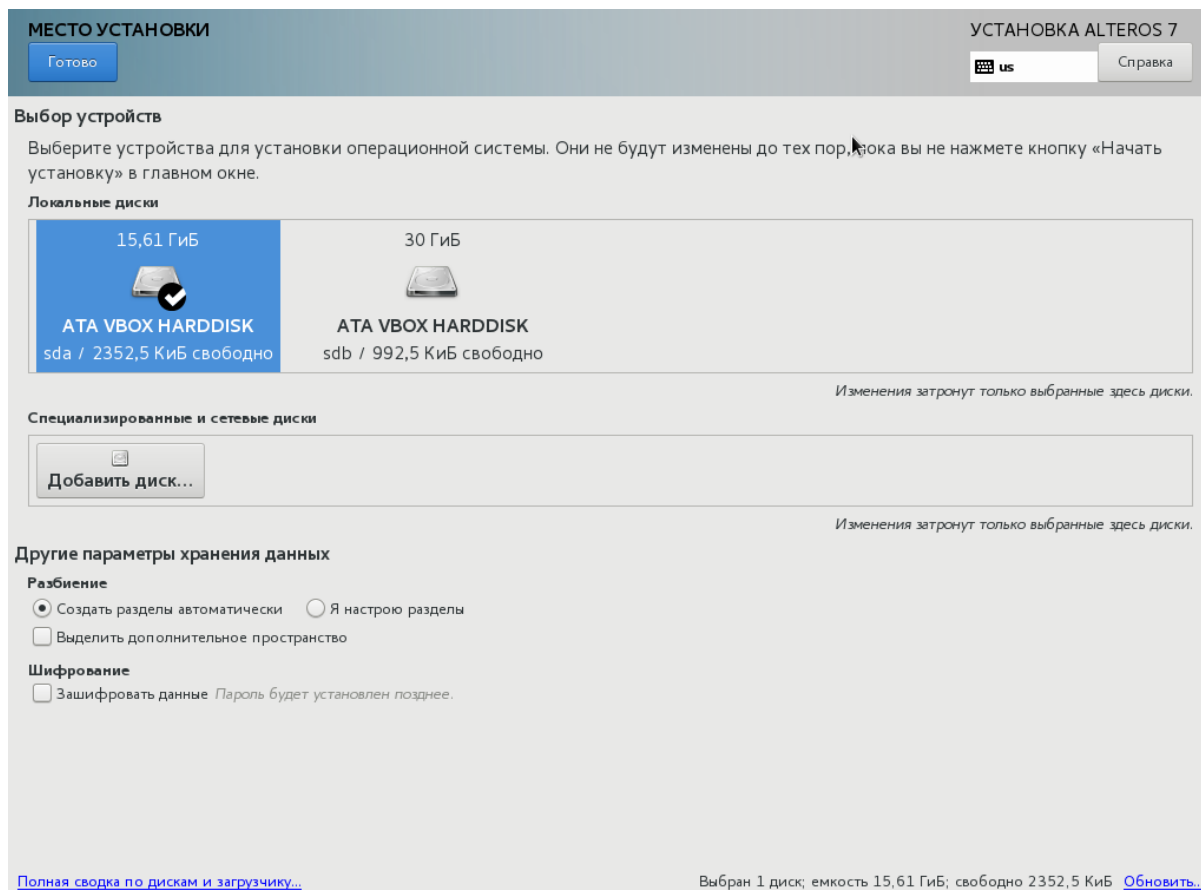 МЕСТО УСТАНОВКИ
УСТАНОВКА ALTEROS 7
Готово
us
Справка
Выбор устройств
Выберите устройства для установки операционной системы. Они не будут изменены до тех пор, пока вы не нажмете кнопку «Начать
установку» в главном окне.
Локальные диски
15,61 ГиБ
ATA VBOX HARDDISK
sda / 2352,5 КиБ свободно
30 ГиБ
ATA VBOX HARDDISK
sdb / 992,5 КиБ свободно
Изменения затронут только выбранные здесь диски.
Специализированные и сетевые диски
Добавить диск...
Изменения затронут только выбранные здесь диски.
Другие параметры хранения данных
Разбиение
Создать разделы автоматически
Я настрою разделы
Выделить дополнительное пространство
Шифрование
Зашифровать данные Пароль будет установлен позднее.
Полная сводка по дискам и загрузчику...
Выбран 1 диск; емкость 15,61 ГиБ; свободно 2352,5 КиБ Обновить..